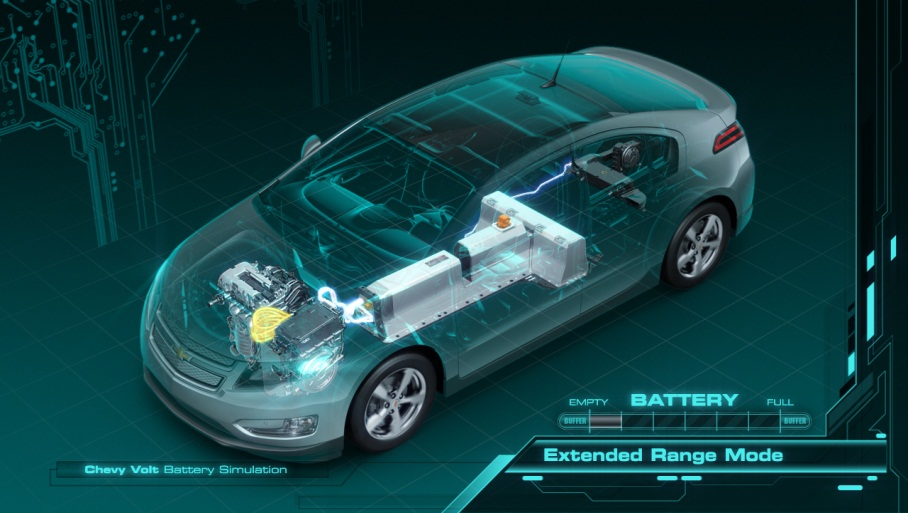 EMPTY BATTERY FULL
BUFFER BUFFER
Extended Range Mode
Chevy Volt Battery Simulation